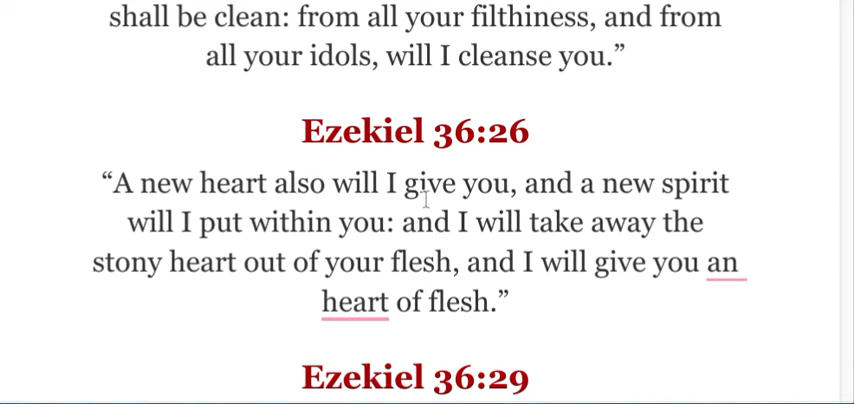 shall be clean: from all your filthiness, and from
all your idols, will I cleanse you.”
Ezekiel 36:26
“A new heart also will I give you, and a new spirit
will I put within you: and I will take away the
stony heart out of your flesh, and I will give you an
heart of flesh.”
Ezekiel 36:29